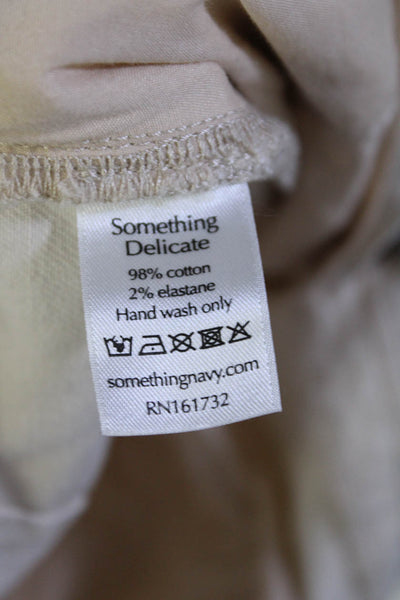 Something
Delicate
98% cotton
2% elastane
Hand wash only
somethingnavy.com
RN161732